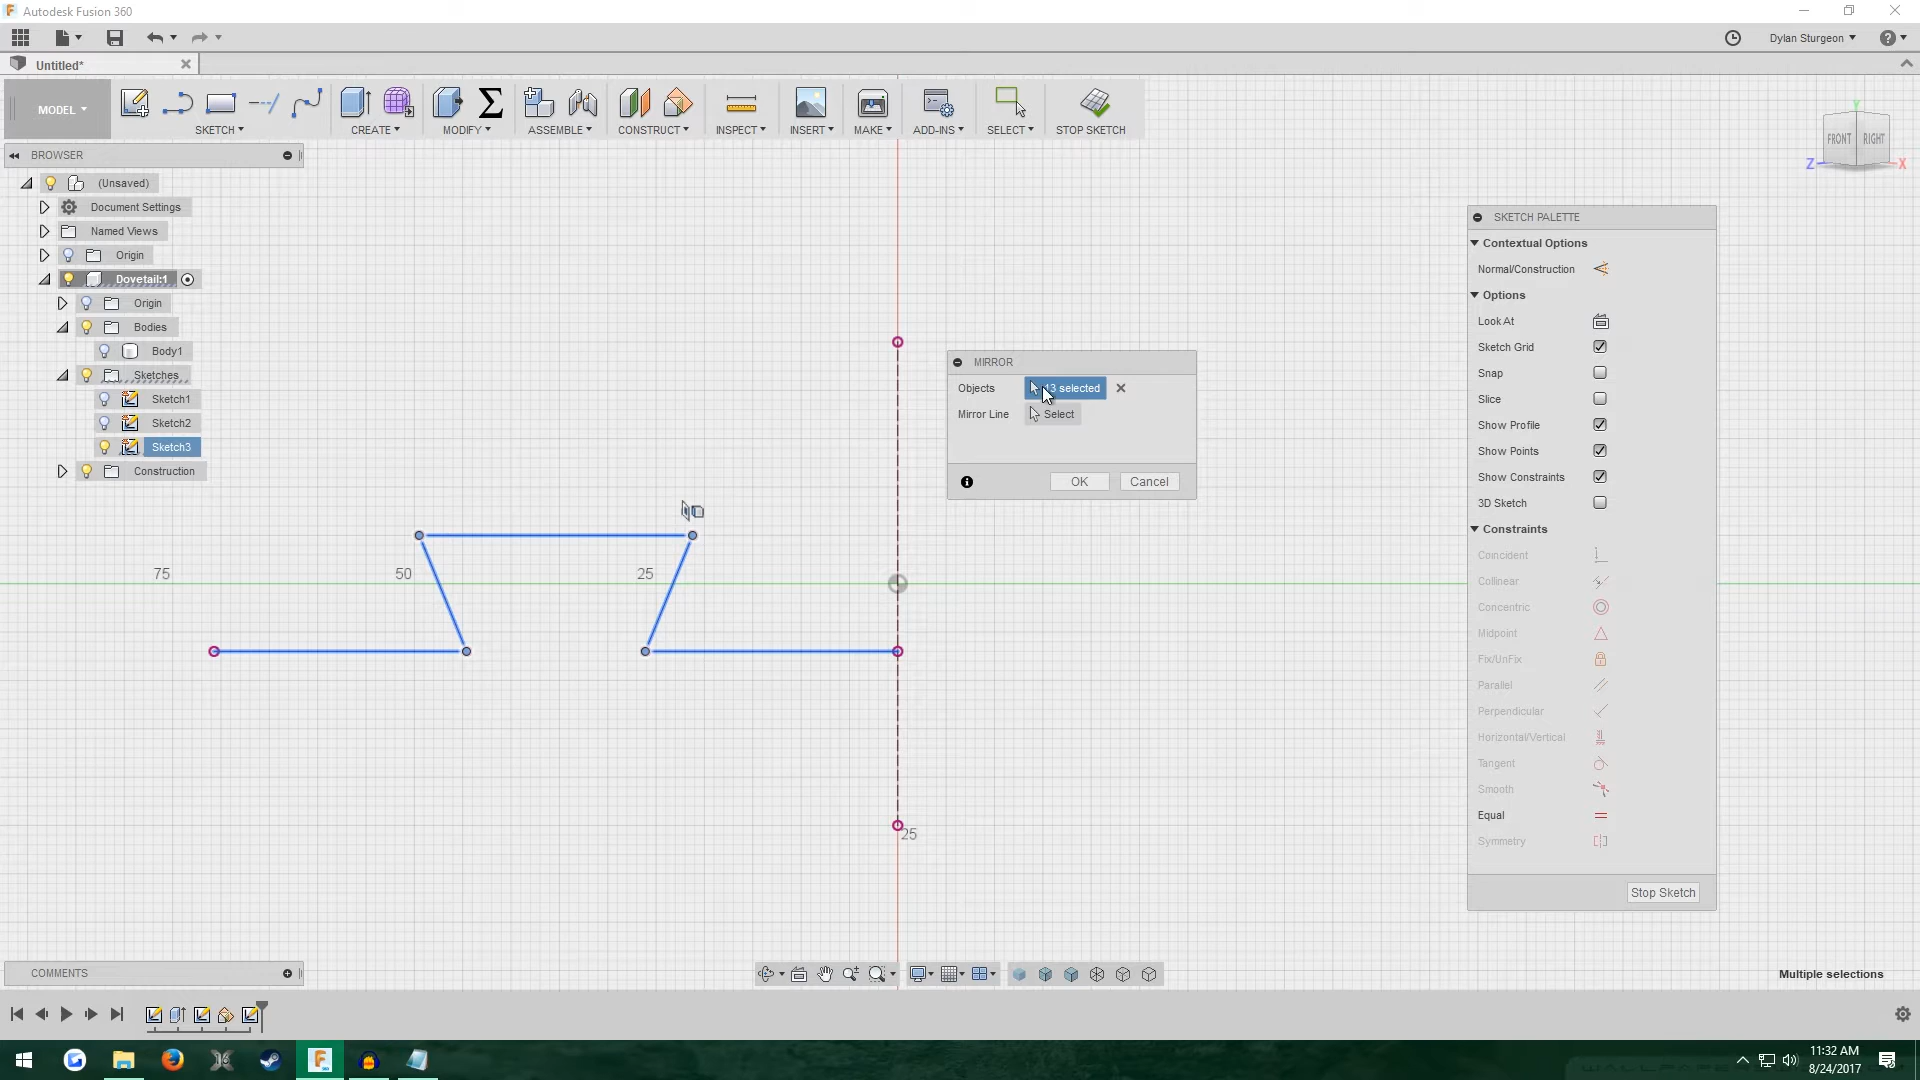 Autodesk Fusion 360
Dylan Sturgeon
Untitled*
MODEL
SKETCH
CREATE
MODIFY
ASSEMBLE
CONSTRUCT
INSPECT
INSERT
MAKE
ADD-INS
SELECT
STOP SKETCH
FRONT
RIGHT
Y
Z
X
BROWSER
(Unsaved)
Document Settings
Named Views
Origin
Dovetail:1
Origin
Bodies
Body1
Sketches
Sketch1
Sketch2
Sketch3
Construction
75
50
25
25
MIRROR
Objects
13 selected
Mirror Line
Select
OK
Cancel
SKETCH PALETTE
Contextual Options
Normal/Construction
Options
Look At
Sketch Grid
Snap
Slice
Show Profile
Show Points
Show Constraints
3D Sketch
Constraints
Coincident
Collinear
Concentric
Midpoint
Fix/UnFix
Parallel
Perpendicular
Horizontal/Vertical
Tangent
Smooth
Equal
Symmetry
Stop Sketch
COMMENTS
Multiple selections
11:32 AM
8/24/2017